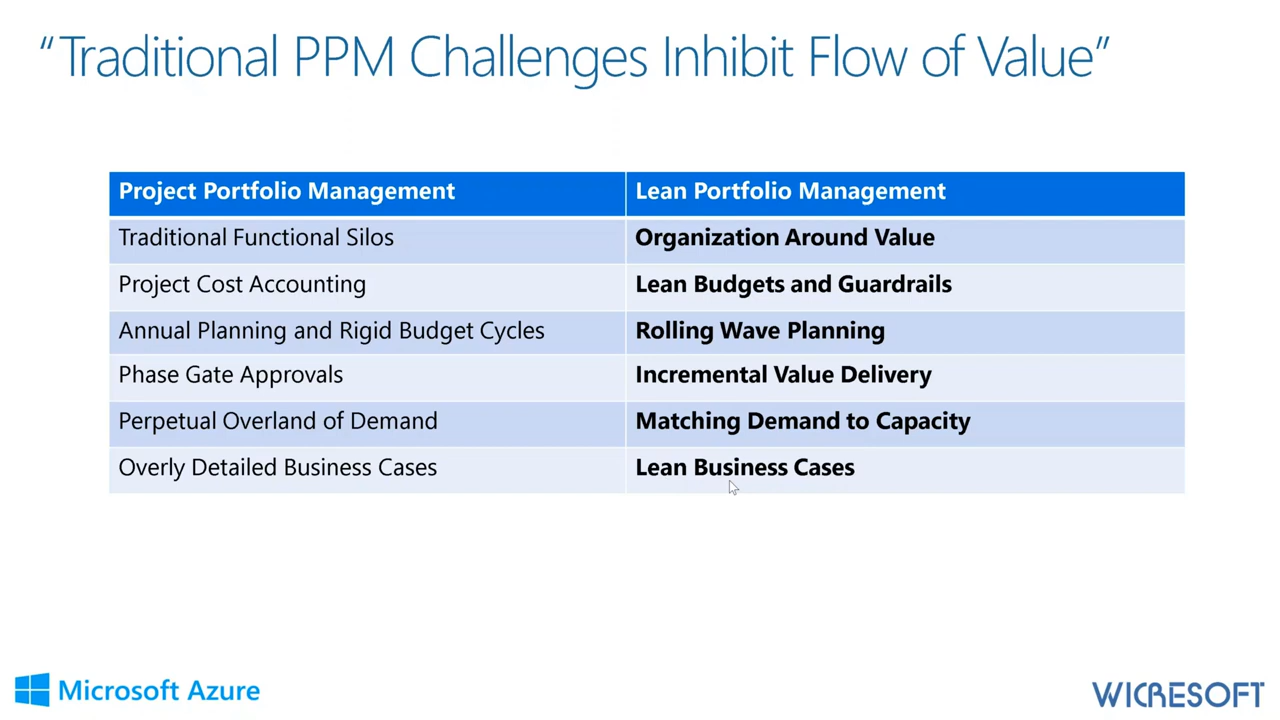 “Traditional PPM Challenges Inhibit Flow of Value”
Project Portfolio Management
Lean Portfolio Management
Traditional Functional Silos
Organization Around Value
Project Cost Accounting
Lean Budgets and Guardrails
Annual Planning and Rigid Budget Cycles
Rolling Wave Planning
Phase Gate Approvals
Incremental Value Delivery
Perpetual Overland of Demand
Matching Demand to Capacity
Overly Detailed Business Cases
Lean Business Cases
Microsoft Azure
WICRESOFT